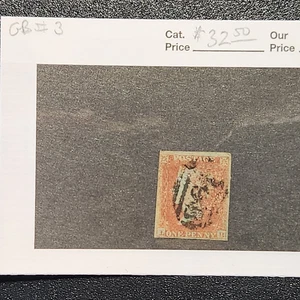 GB# 3
Cat. Our
Price $32.50 Price
POSTAGE
ONE PENNY